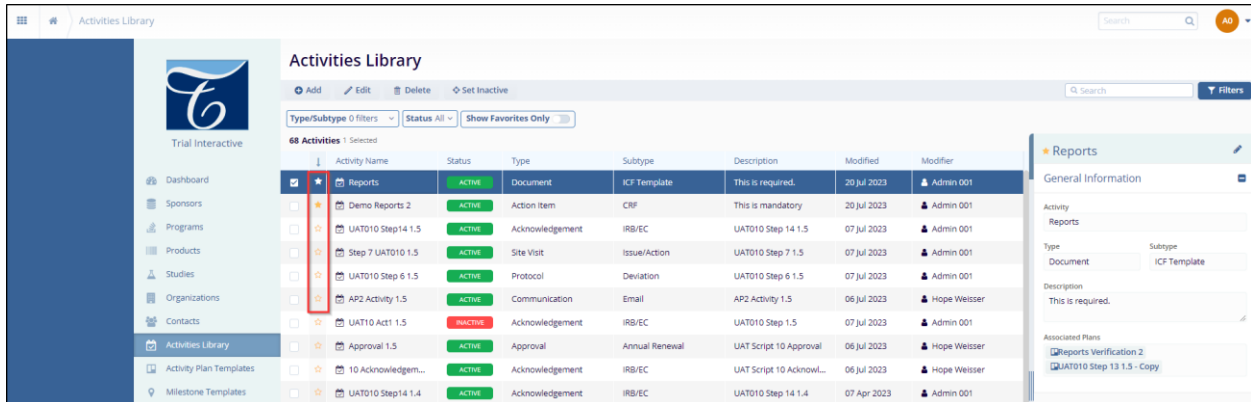 Activities Library
Search
A0
Trial Interactive
Dashboard
Sponsors
Programs
Products
Studies
Organizations
Contacts
Activities Library
Activity Plan Templates
Milestone Templates
Activities Library
Add Edit Delete Set Inactive
Search
Filters
Type/Subtype 0 filters Status All Show Favorites Only
68 Activities 1 Selected
Activity Name Status Type Subtype Description Modified Modifier
Reports ACTIVE Document ICF Template This is required. 20 Jul 2023 Admin 001
Demo Reports 2 ACTIVE Action Item CRF This is mandatory 20 Jul 2023 Admin 001
UAT010 Step14 1.5 ACTIVE Acknowledgement IRB/EC UAT010 Step 14 1.5 07 Jul 2023 Admin 001
Step 7 UAT010 1.5 ACTIVE Site Visit Issue/Action UAT010 Step 7 1.5 07 Jul 2023 Admin 001
UAT010 Step 6 1.5 ACTIVE Protocol Deviation UAT010 Step 6 1.5 07 Jul 2023 Admin 001
AP2 Activity 1.5 ACTIVE Communication Email AP2 Activity 1.5 06 Jul 2023 Hope Weisser
UAT10 Act1 1.5 INACTIVE Acknowledgement IRB/EC UAT010 Step 1.5 07 Jul 2023 Admin 001
Approval 1.5 ACTIVE Approval Annual Renewal UAT Script 10 Approval 06 Jul 2023 Hope Weisser
10 Acknowledgem... ACTIVE Acknowledgement IRB/EC UAT Script 10 Acknowl... 06 Jul 2023 Hope Weisser
UAT010 Step14 1.4 ACTIVE Acknowledgement IRB/EC UAT010 Step 14 1.4 07 Apr 2023 Admin 001
Reports
General Information
Activity
Reports
Type Subtype
Document ICF Template
Description
This is required.
Associated Plans
Reports Verification 2
UAT010 Step 13 1.5 - Copy